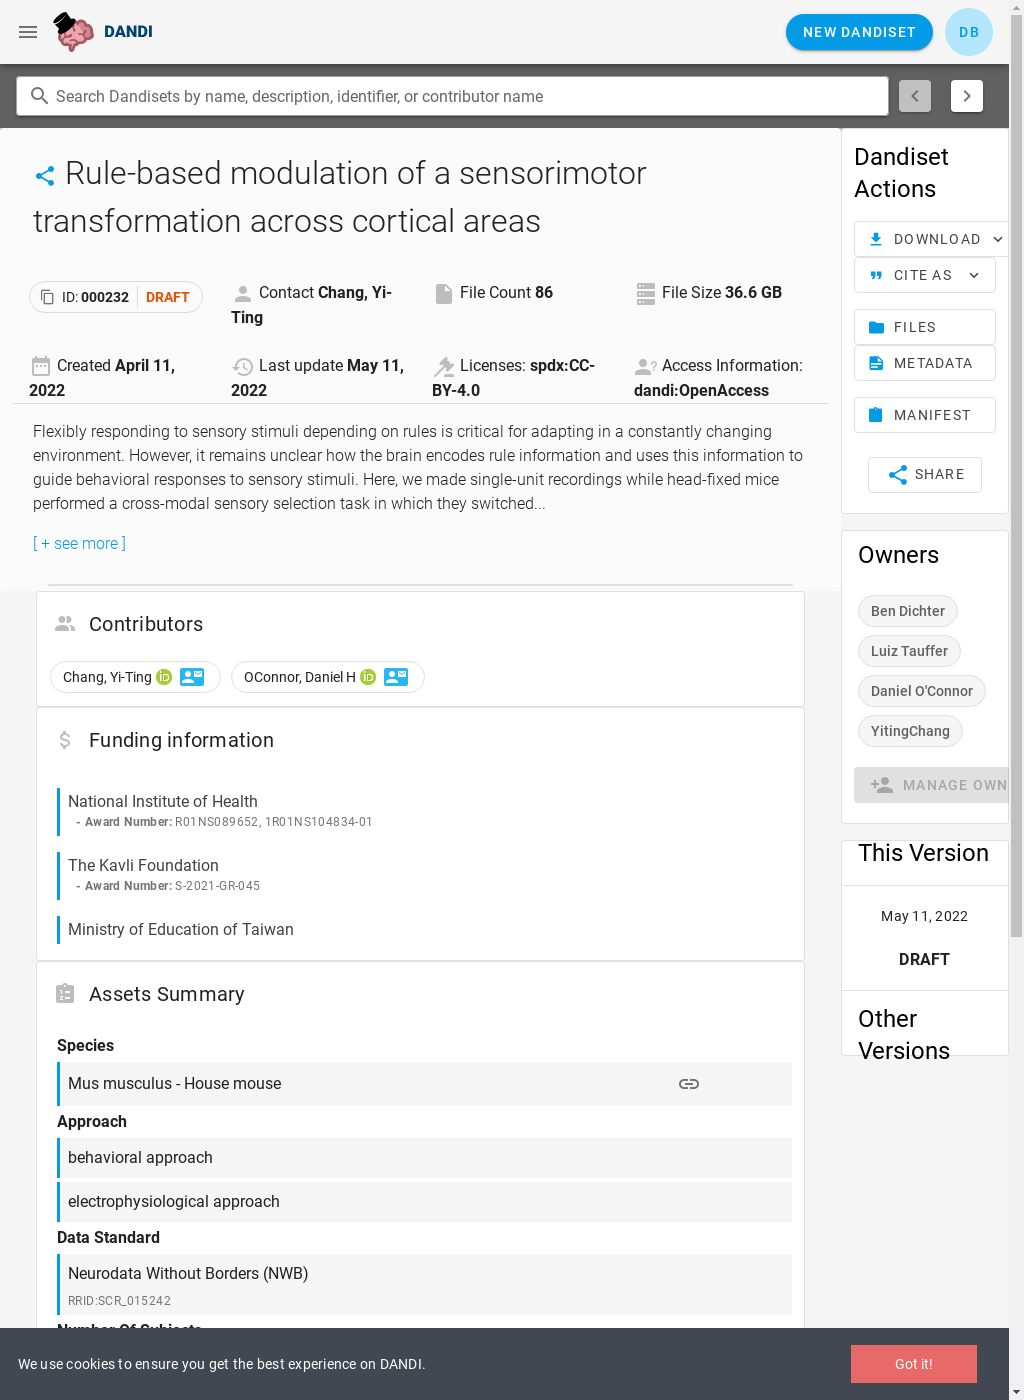 DANDI
NEW DANDISET
DB
Search Dandisets by name, description, identifier, or contributor name
Rule-based modulation of a sensorimotor
transformation across cortical areas
ID: 000232 DRAFT
Contact Chang, Yi-
Ting
File Count 86
File Size 36.6 GB
Created April 11,
2022
Last update May 11,
2022
Licenses: spdx:CC-
BY-4.0
Access Information:
dandi:OpenAccess
Flexibly responding to sensory stimuli depending on rules is critical for adapting in a constantly changing
environment. However, it remains unclear how the brain encodes rule information and uses this information to
guide behavioral responses to sensory stimuli. Here, we made single-unit recordings while head-fixed mice
performed a cross-modal sensory selection task in which they switched...
[ + see more ]
Contributors
Chang, Yi-Ting iD
OConnor, Daniel H iD
Funding information
National Institute of Health
- Award Number: R01NS089652, 1R01NS104834-01
The Kavli Foundation
- Award Number: S-2021-GR-045
Ministry of Education of Taiwan
Assets Summary
Species
Mus musculus - House mouse
Approach
behavioral approach
electrophysiological approach
Data Standard
Neurodata Without Borders (NWB)
RRID:SCR_015242
Number Of Subjects
Dandiset
Actions
DOWNLOAD
CITE AS
FILES
METADATA
MANIFEST
SHARE
Owners
Ben Dichter
Luiz Tauffer
Daniel O'Connor
YitingChang
MANAGE OWN
This Version
May 11, 2022
DRAFT
Other
Versions
We use cookies to ensure you get the best experience on DANDI.
Got it!